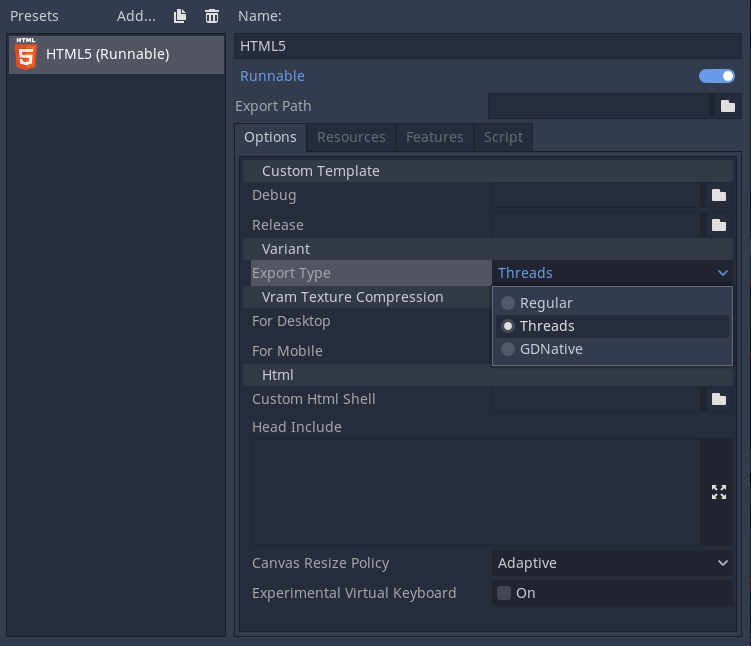 Presets Add... Name:
HTML
5 HTML5 (Runnable)
HTML5
Runnable
Export Path
Options Resources Features Script
Custom Template
Debug
Release
Variant
Export Type Threads
Vram Texture Compression
Regular
For Desktop
Threads
For Mobile
GDNative
Html
Custom Html Shell
Head Include
Canvas Resize Policy Adaptive
Experimental Virtual Keyboard On